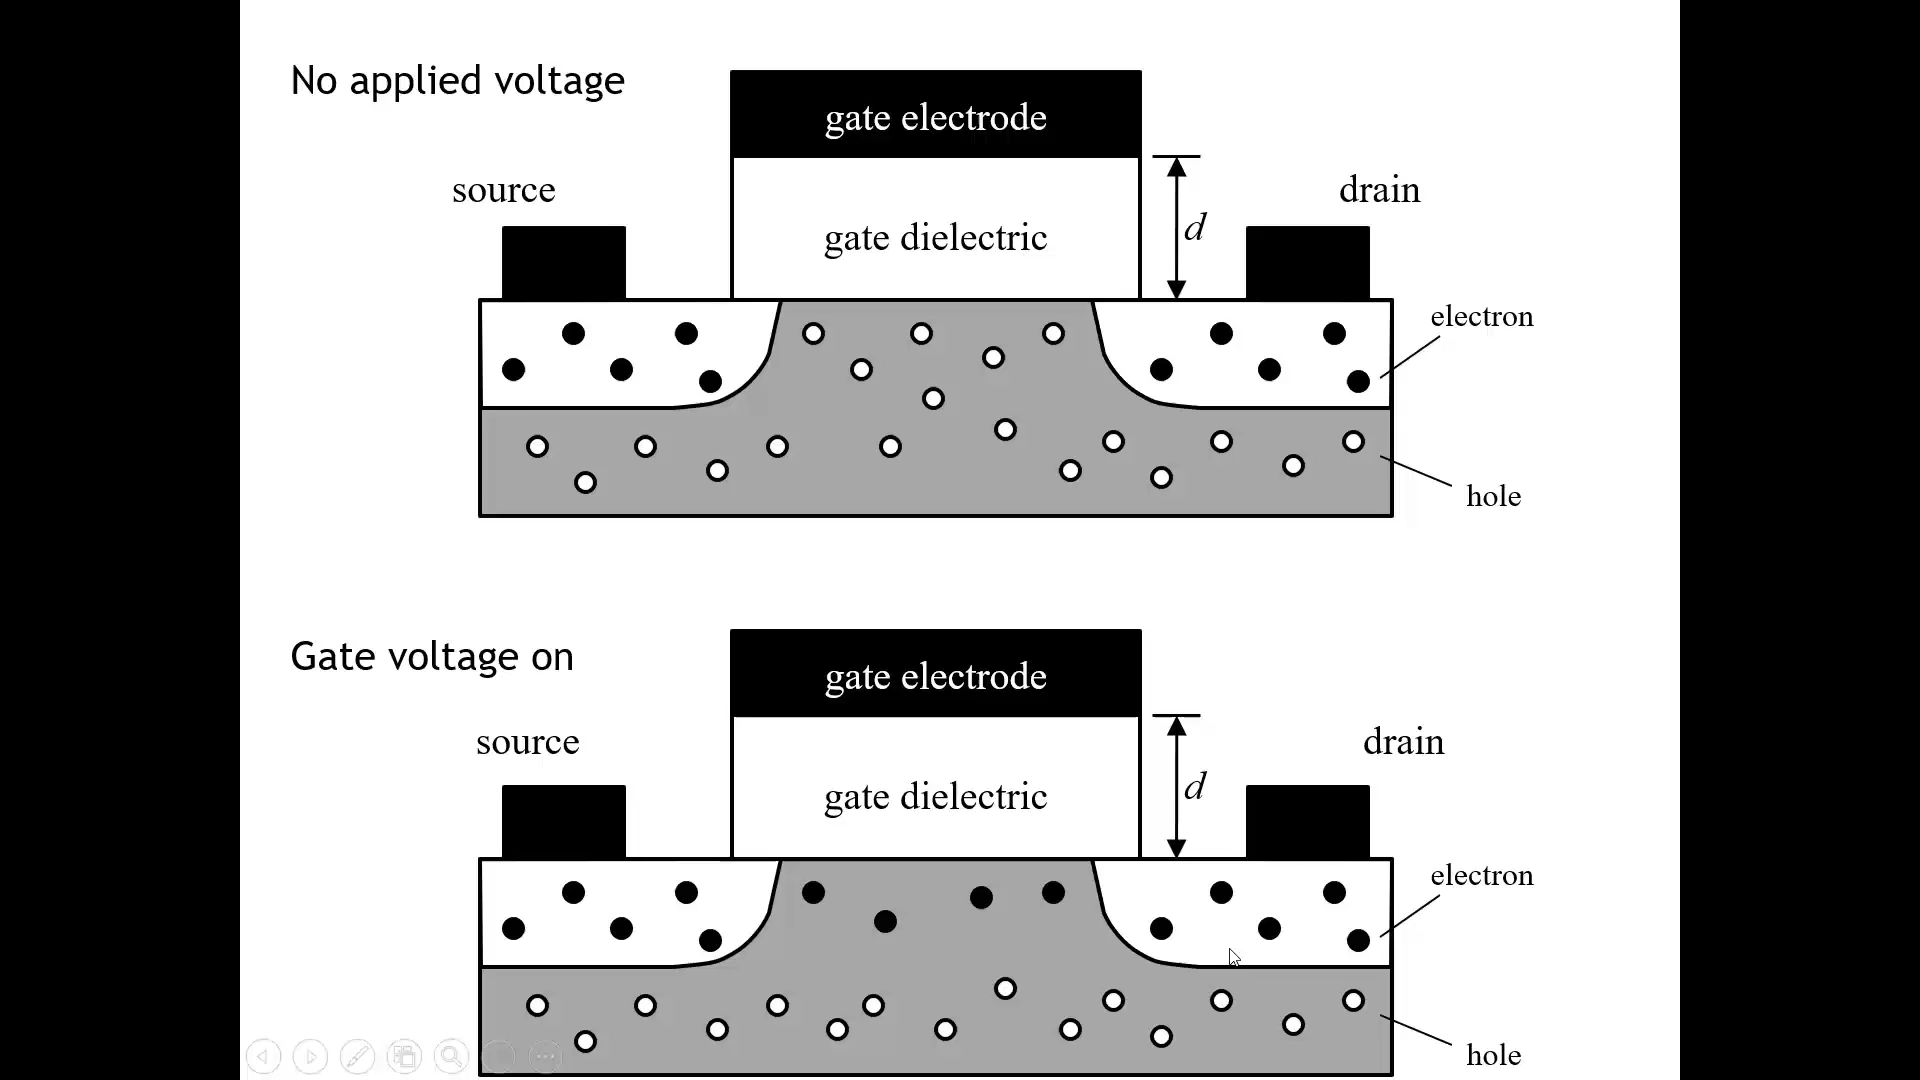 No applied voltage
gate electrode
source
drain
gate dielectric
d
electron
hole
Gate voltage on
gate electrode
source
drain
gate dielectric
d
electron
hole